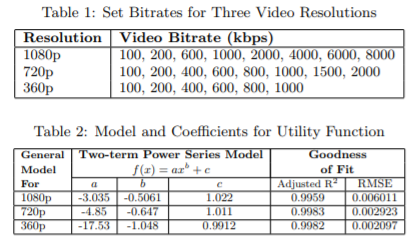 Table 1: Set Bitrates for Three Video Resolutions
Resolution Video Bitrate (kbps)
1080p 100, 200, 600, 1000, 2000, 4000, 6000, 8000
720p 100, 200, 400, 600, 800, 1000, 1500, 2000
360p 100, 200, 400, 600, 800, 1000
Table 2: Model and Coefficients for Utility Function
General Two-term Power Series Model Goodness
Model f(x) = ax^b + c of Fit
For a b c Adjusted R² RMSE
1080p -3.035 -0.5061 1.022 0.9959 0.006011
720p -4.85 -0.647 1.011 0.9983 0.002923
360p -17.53 -1.048 0.9912 0.9982 0.002097